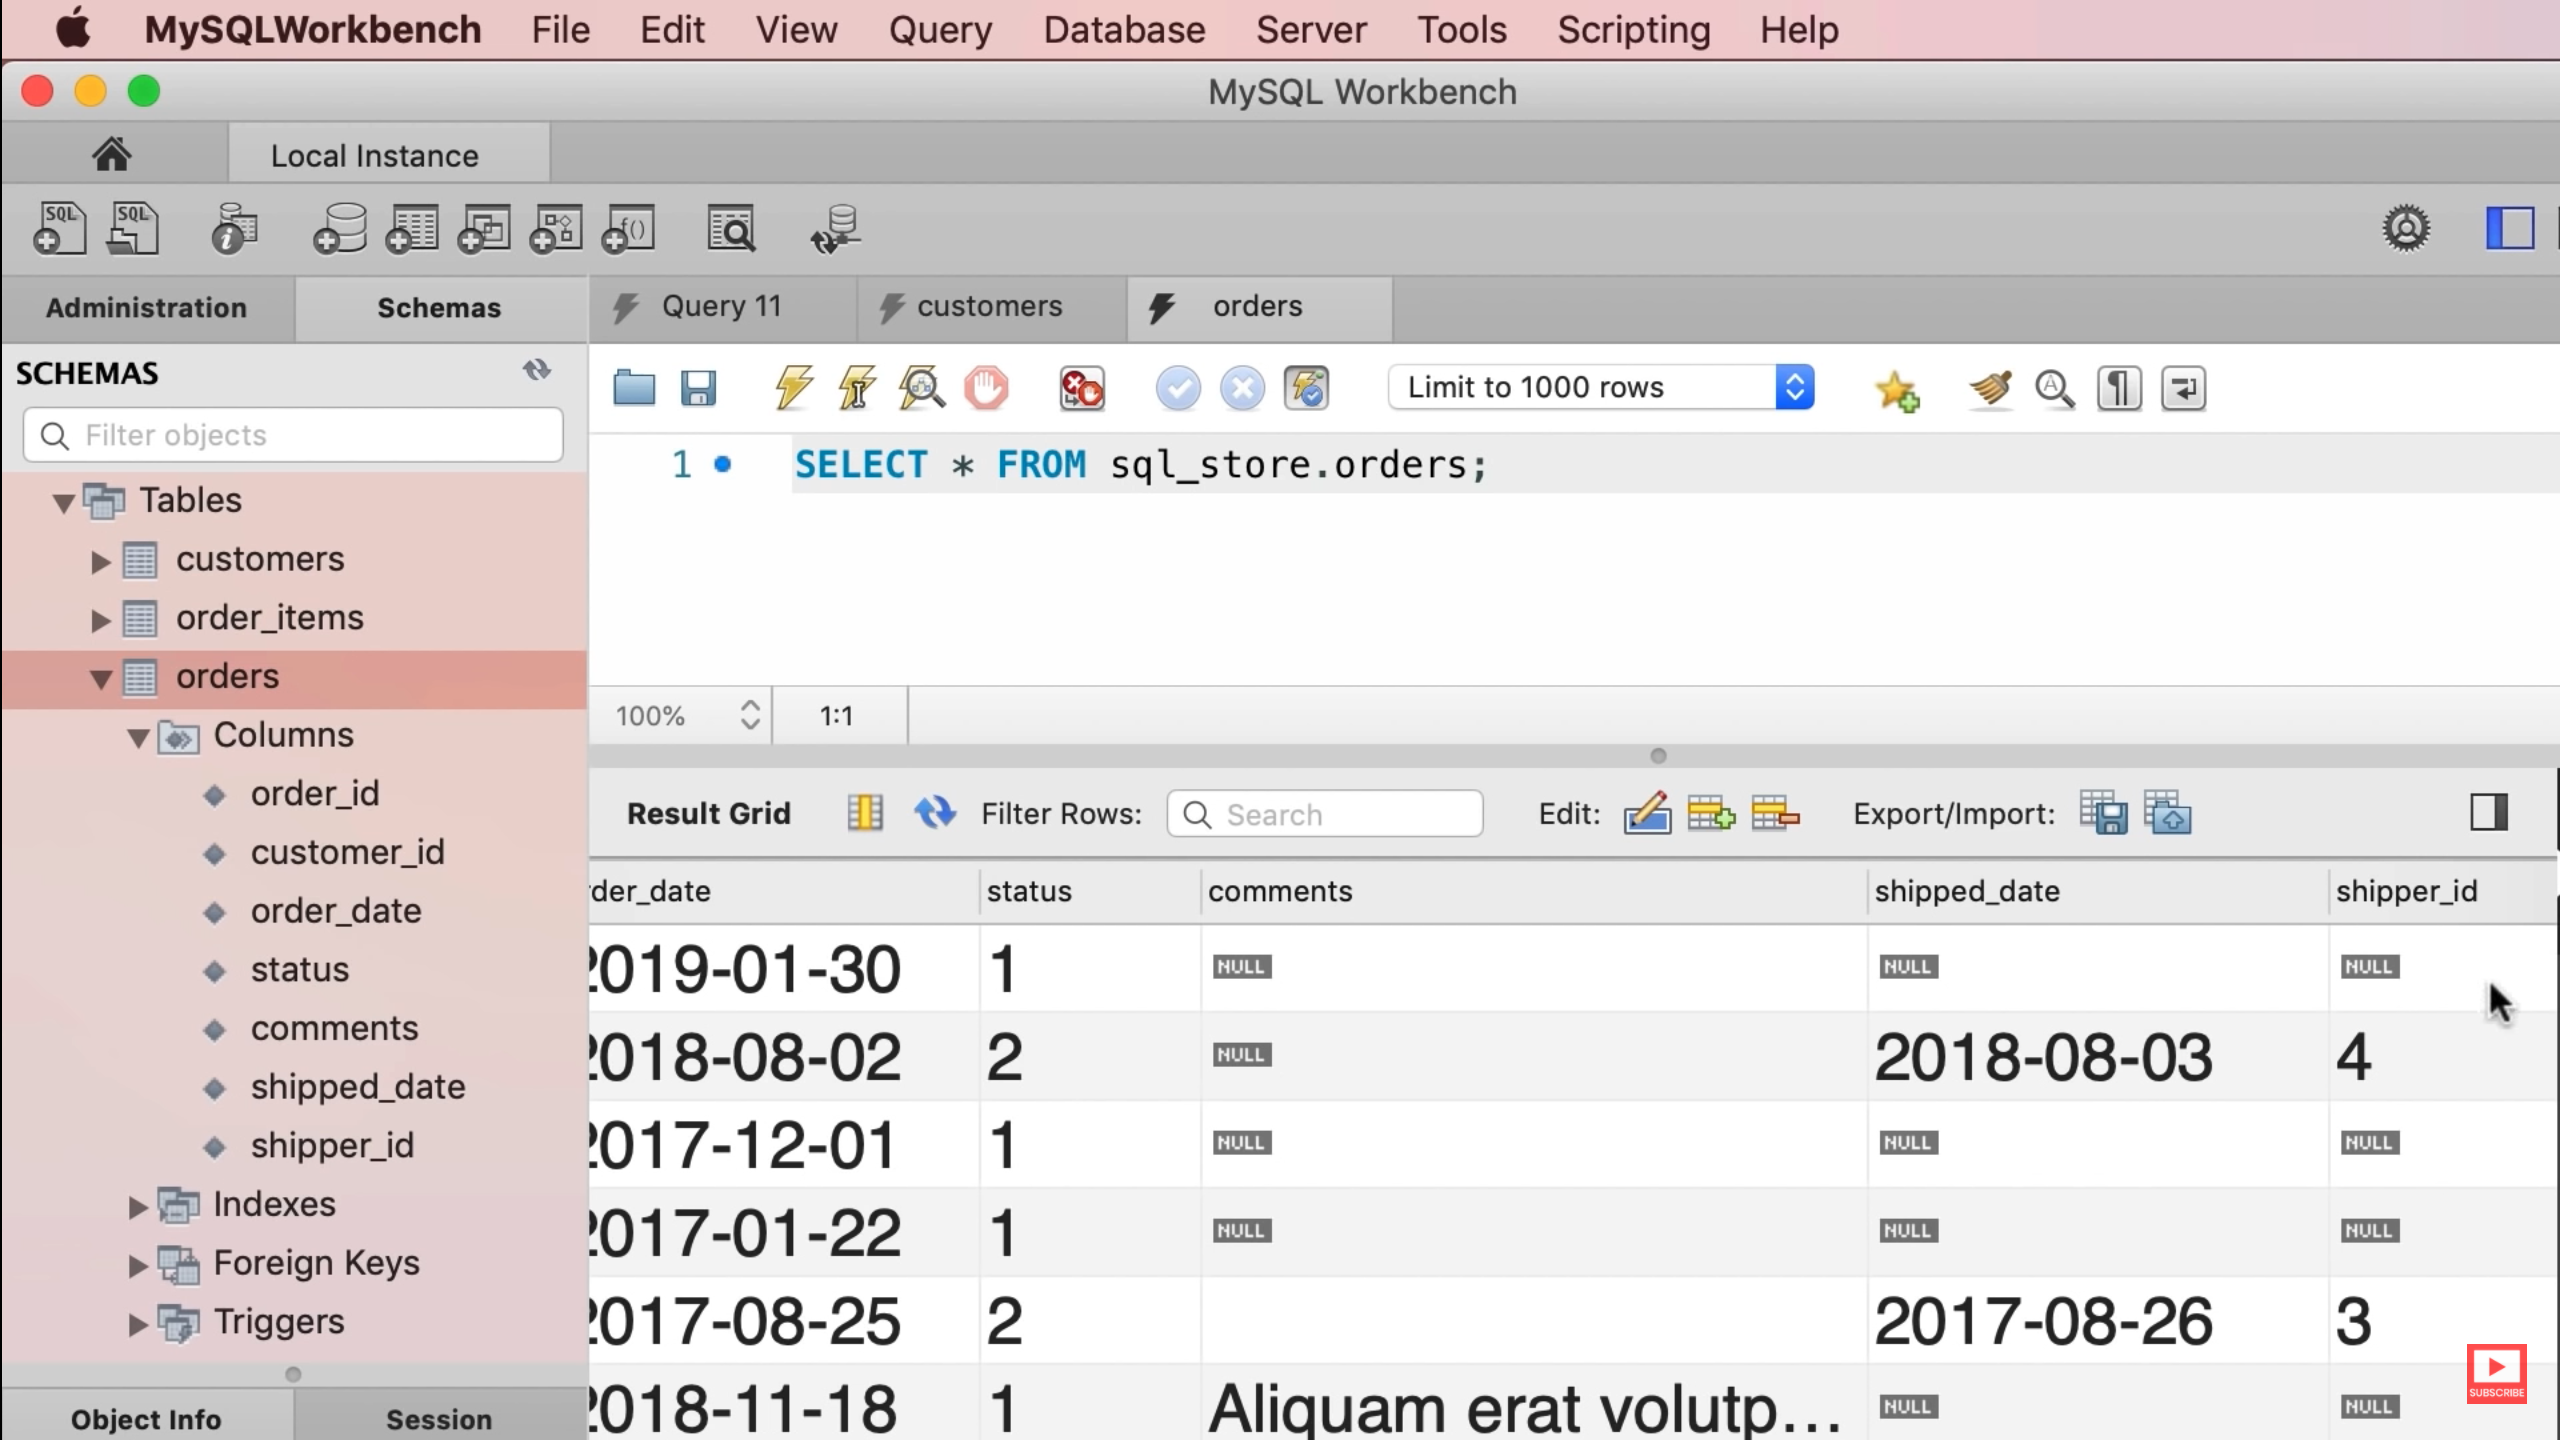 MySQLWorkbench File Edit View Query Database Server Tools Scripting Help
MySQL Workbench
Local Instance
SQL SQL f()
Administration Schemas Query 11 customers orders
SCHEMAS
Limit to 1000 rows
Filter objects
1 SELECT * FROM sql_store.orders;
Tables
customers
order_items
orders
Columns
order_id
customer_id
order_date
status
comments
shipped_date
shipper_id
Indexes
Foreign Keys
Triggers
Object Info Session
100% 1:1
Result Grid Filter Rows: Search Edit: Export/Import:
rder_date status comments shipped_date shipper_id
2019-01-30 1 NULL NULL NULL
2018-08-02 2 NULL 2018-08-03 4
2017-12-01 1 NULL NULL NULL
2017-01-22 1 NULL NULL NULL
2017-08-25 2 2017-08-26 3
2018-11-18 1 Aliquam erat volutp... NULL NULL
SUBSCRIBE